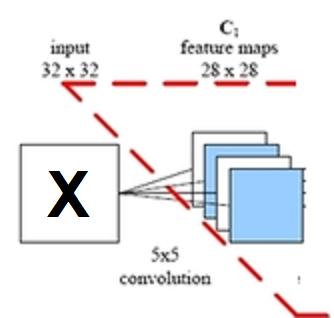 input
32 x 32
C1
feature maps
28 x 28
X
5x5
convolution